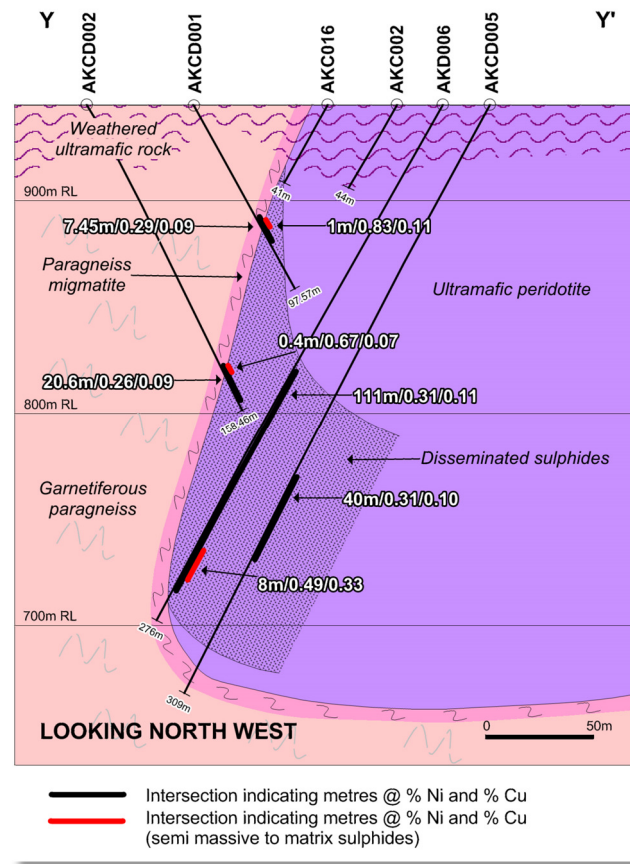 Y
Y'
AKCD002
AKCD001
AKC016
AKC002
AKD006
AKCD005
Weathered
ultramafic rock
900m RL
41m
44m
7.45m/0.29/0.09
1m/0.83/0.11
Paragneiss
migmatite
97.57m
Ultramafic peridotite
0.4m/0.67/0.07
20.6m/0.26/0.09
111m/0.31/0.11
800m RL
158.46m
Disseminated sulphides
Garnetiferous
paragneiss
40m/0.31/0.10
8m/0.49/0.33
700m RL
276m
309m
LOOKING NORTH WEST
0
50m
Intersection indicating metres @ % Ni and % Cu
Intersection indicating metres @ % Ni and % Cu
(semi massive to matrix sulphides)